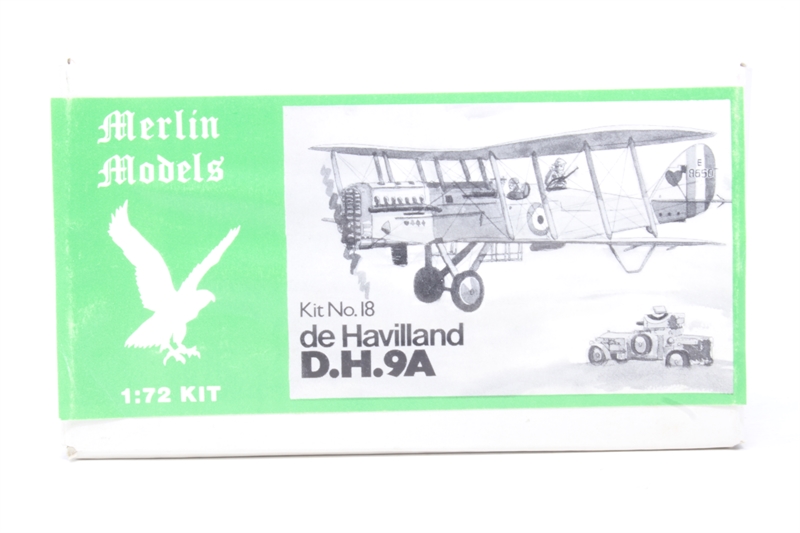 Merlin
Models
1:72 KIT
Kit No. 18
de Havilland
D.H.9A
E